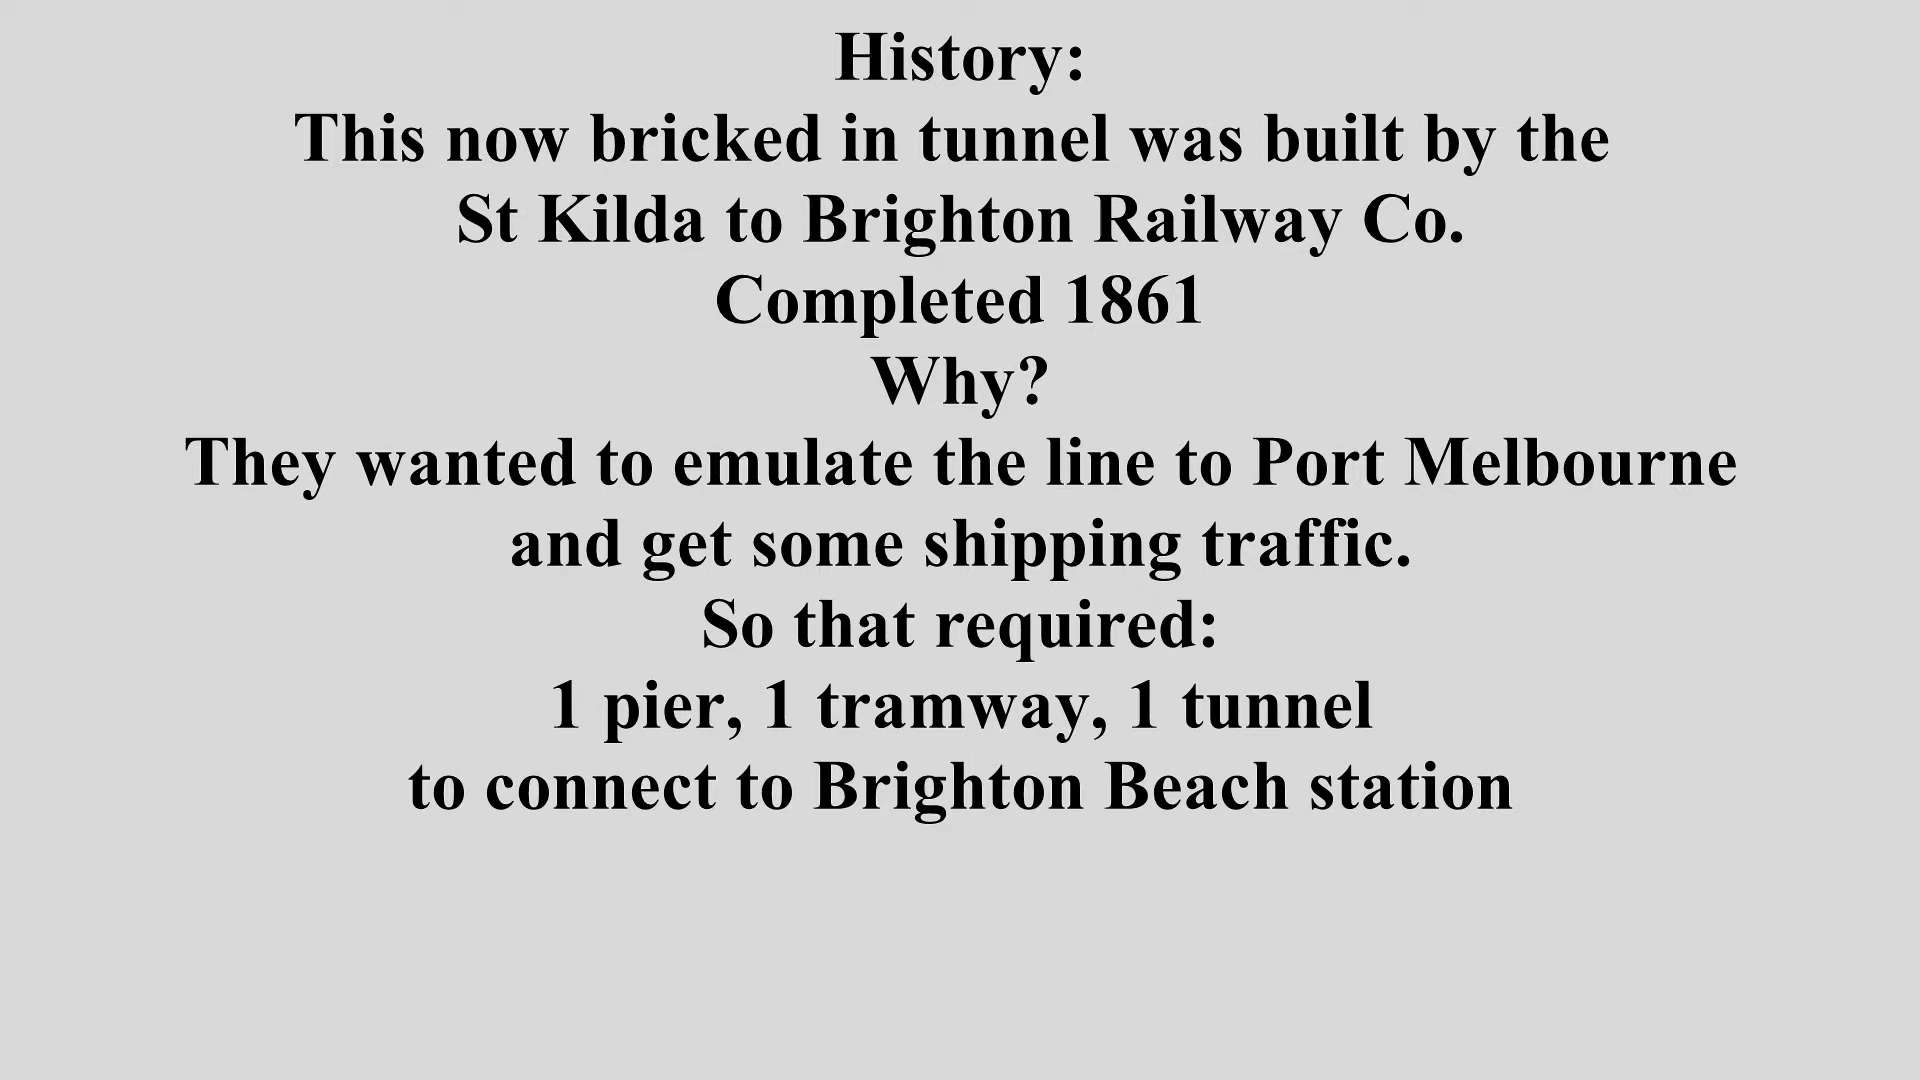 History:
This now bricked in tunnel was built by the
St Kilda to Brighton Railway Co.
Completed 1861
Why?
They wanted to emulate the line to Port Melbourne
and get some shipping traffic.
So that required:
1 pier, 1 tramway, 1 tunnel
to connect to Brighton Beach station